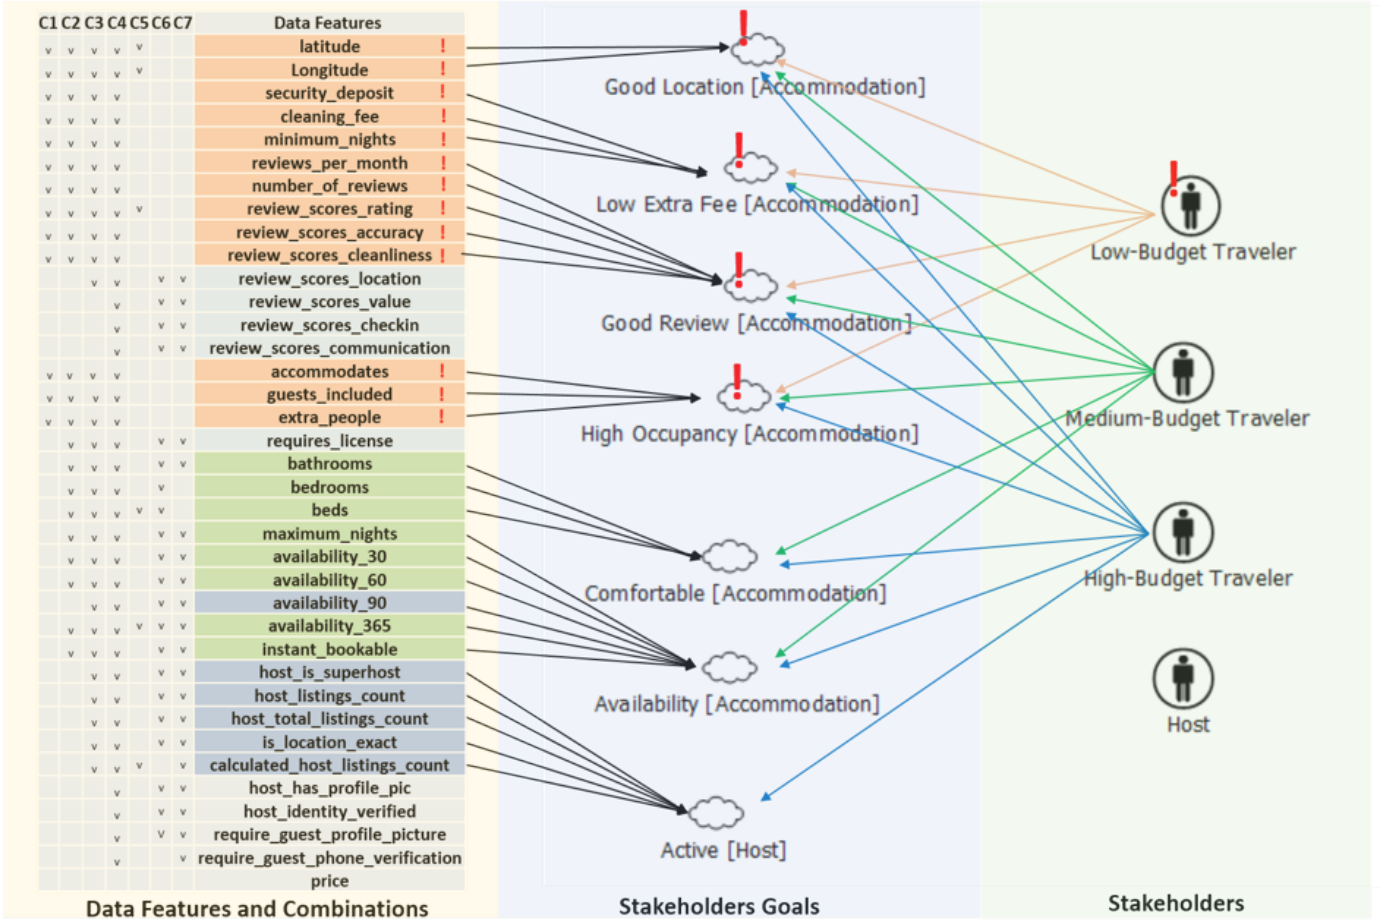 C1 C2 C3 C4 C5 C6 C7 Data Features
v v v v v latitude !
v v v v v Longitude !
v v v v security_deposit !
v v v v cleaning_fee !
v v v v minimum_nights !
v v v v reviews_per_month !
v v v v number_of_reviews !
v v v v v review_scores_rating !
v v v v review_scores_accuracy !
v v v v review_scores_cleanliness !
v v v v review_scores_location
v v v review_scores_value
v v v review_scores_checkin
v v v review_scores_communication
v v v v accommodates !
v v v v guests_included !
v v v v extra_people !
v v v v v requires_license
v v v v v bathrooms
v v v v bedrooms
v v v v v beds
v v v v v maximum_nights
v v v v v availability_30
v v v v v availability_60
v v v v availability_90
v v v v v v availability_365
v v v v v instant_bookable
v v v v host_is_superhost
v v v v host_listings_count
v v v v host_total_listings_count
v v v v is_location_exact
v v v v calculated_host_listings_count
v v v host_has_profile_pic
v v v host_identity_verified
v v v require_guest_profile_picture
v v require_guest_phone_verification
price
Data Features and Combinations
!
Good Location [Accommodation]
!
Low Extra Fee [Accommodation]
!
Good Review [Accommodation]
!
High Occupancy [Accommodation]
Comfortable [Accommodation]
Availability [Accommodation]
Active [Host]
Stakeholders Goals
!
Low-Budget Traveler
Medium-Budget Traveler
High-Budget Traveler
Host
Stakeholders